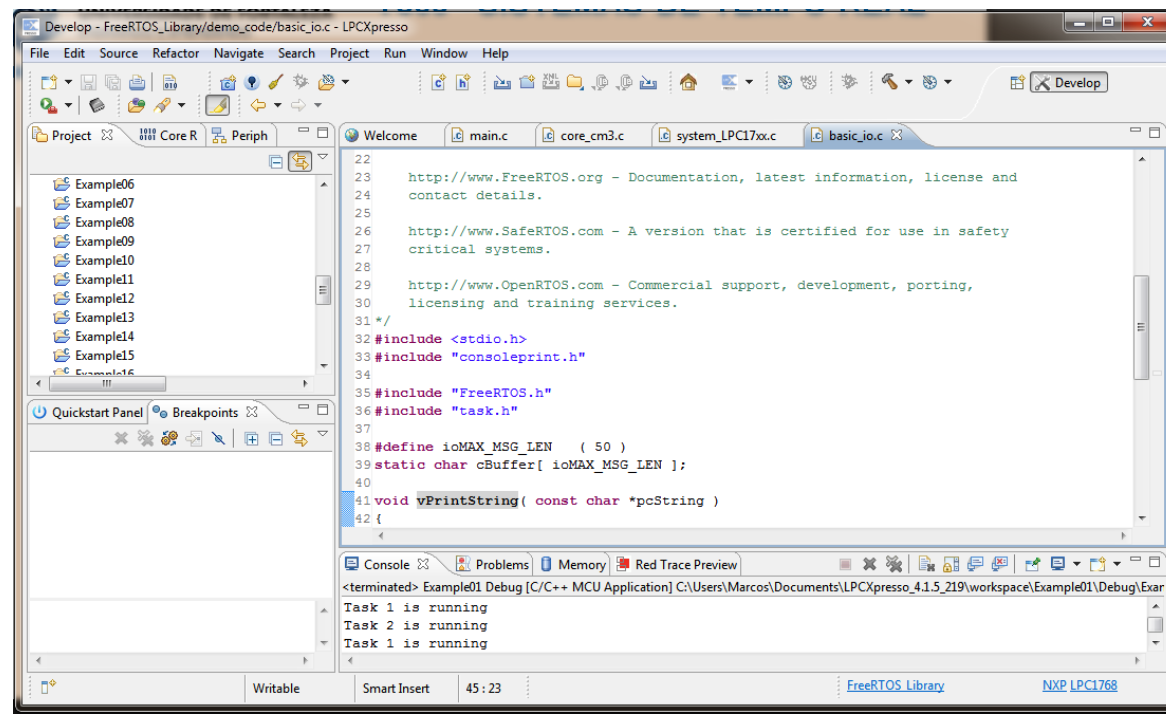 Develop - FreeRTOS_Library/demo_code/basic_io.c - LPCXpresso
File Edit Source Refactor Navigate Search Project Run Window Help
Develop
Project Core R Periph
Example06
Example07
Example08
Example09
Example10
Example11
Example12
Example13
Example14
Example15
Example16
Quickstart Panel Breakpoints
Welcome main.c core_cm3.c system_LPC17xx.c basic_io.c
22
23 http://www.FreeRTOS.org - Documentation, latest information, license and
24 contact details.
25
26 http://www.SafeRTOS.com - A version that is certified for use in safety
27 critical systems.
28
29 http://www.OpenRTOS.com - Commercial support, development, porting,
30 licensing and training services.
31 */
32 #include <stdio.h>
33 #include "consoleprint.h"
34
35 #include "FreeRTOS.h"
36 #include "task.h"
37
38 #define ioMAX_MSG_LEN ( 50 )
39 static char cBuffer[ ioMAX_MSG_LEN ];
40
41 void vPrintString( const char *pcString )
42 {
Console Problems Memory Red Trace Preview
<terminated> Example01 Debug [C/C++ MCU Application] C:\Users\Marcos\Documents\LPCXpresso_4.1.5_219\workspace\Example01\Debug\Exar
Task 1 is running
Task 2 is running
Task 1 is running
Writable Smart Insert 45 : 23 FreeRTOS_Library NXP LPC1768